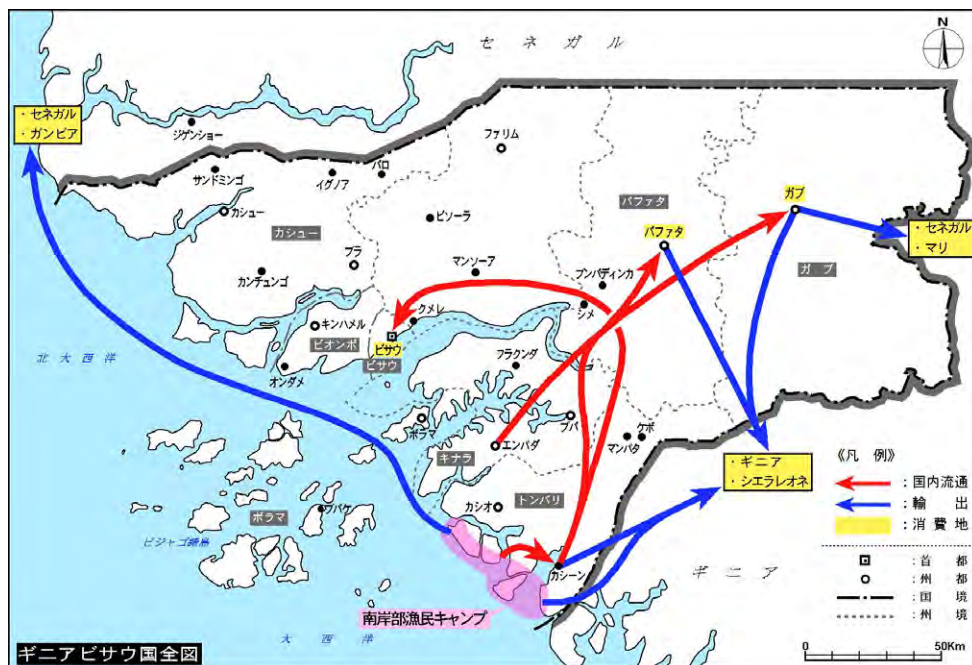 セネガル
N
・セネガル
・ガンビア
ジゲンショー
ファリム
サンドミンゴ
イグノア
バロ
カシュー
ビソーラ
バファタ
ガブ
・セネガル
・マリ
カシュー
ブラ
バファタ
ガブ
カンチュンゴ
マンソーア
ブンバディンカ
シメ
クメレ
キンハメル
ビオンボ
ビサウ
ビサウ
北大西洋
オンダメ
フラクンダ
ボラマ
ブバ
エンパダ
ケボ
マンパタ
キナラ
・ギニア
・シエラレオネ
《凡例》
:国内流通
:輸出
:消費地
カシオ
トンバリ
ボラマ
ブバケ
ビジャゴ諸島
カシーン
ギニア
:首都
:州都
:国境
:州境
南岸部漁民キャンプ
大西洋
ギニアビサウ国全図
0 50Km